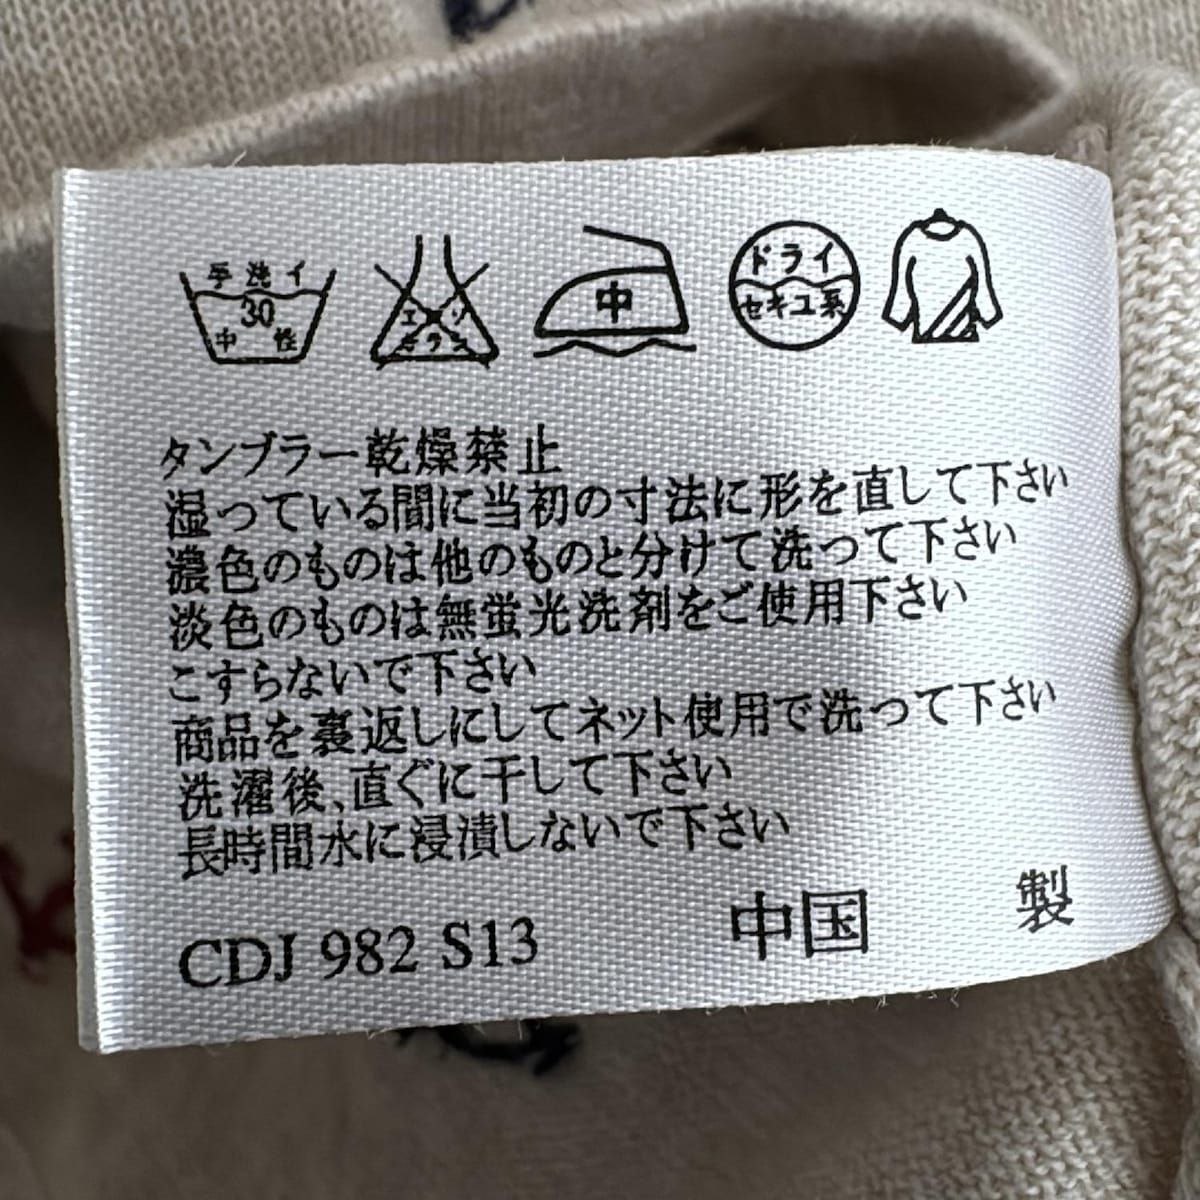 手洗イ
30
中性
エンソ
サラシ
中
ドライ
セキユ系
タンブラー乾燥禁止
湿っている間に当初の寸法に形を直して下さい
濃色のものは他のものと分けて洗って下さい
淡色のものは無蛍光洗剤をご使用下さい
こすらないで下さい
商品を裏返しにしてネット使用で洗って下さい
洗濯後、直ぐに干して下さい
長時間水に浸漬しないで下さい
CDJ 982 S13 中国 製